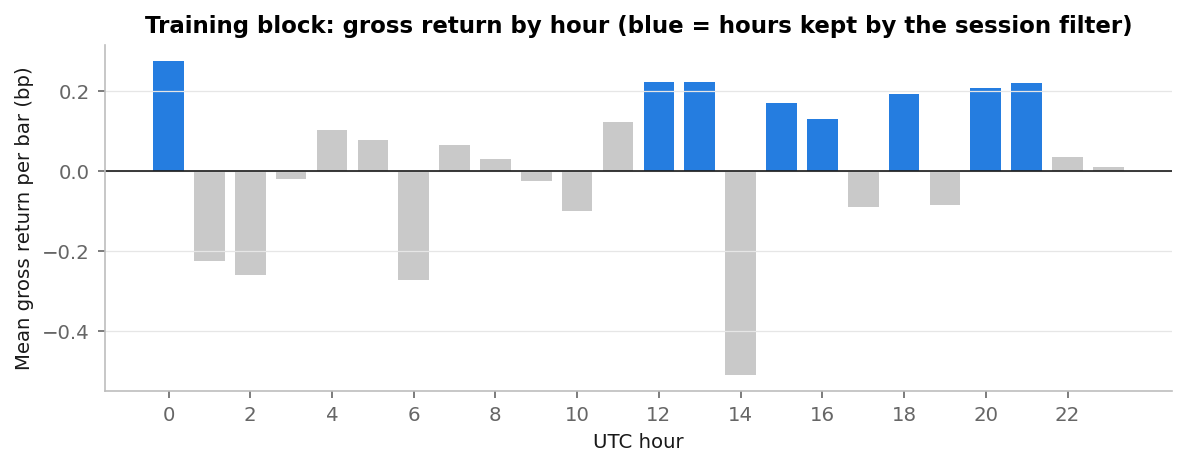 Training block: gross return by hour (blue = hours kept by the session filter)
Mean gross return per bar (bp)
0.2
0.0
−0.2
−0.4
0 2 4 6 8 10 12 14 16 18 20 22
UTC hour